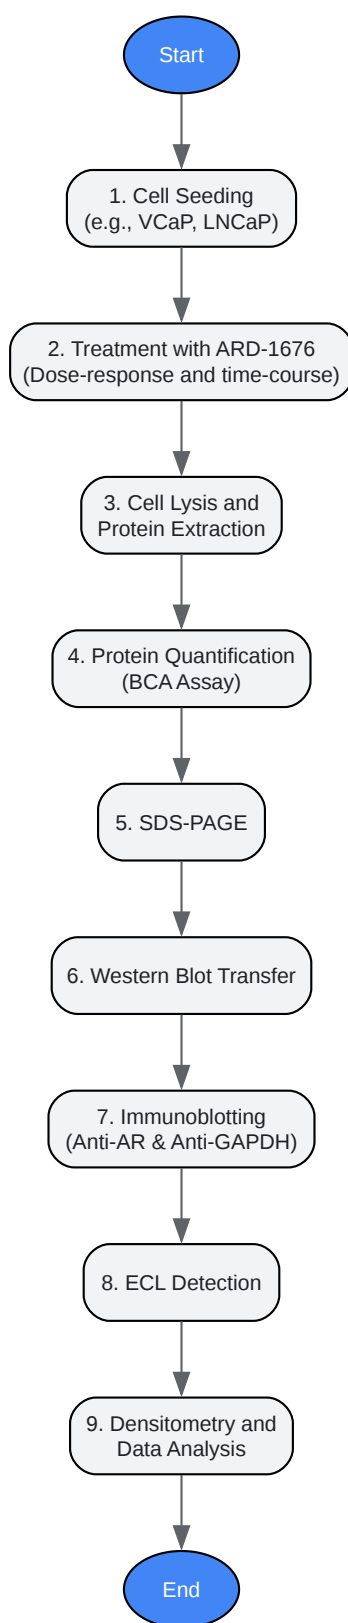 Start
1. Cell Seeding
(e.g., VCaP, LNCaP)
2. Treatment with ARD-1676
(Dose-response and time-course)
3. Cell Lysis and
Protein Extraction
4. Protein Quantification
(BCA Assay)
5. SDS-PAGE
6. Western Blot Transfer
7. Immunoblotting
(Anti-AR & Anti-GAPDH)
8. ECL Detection
9. Densitometry and
Data Analysis
End